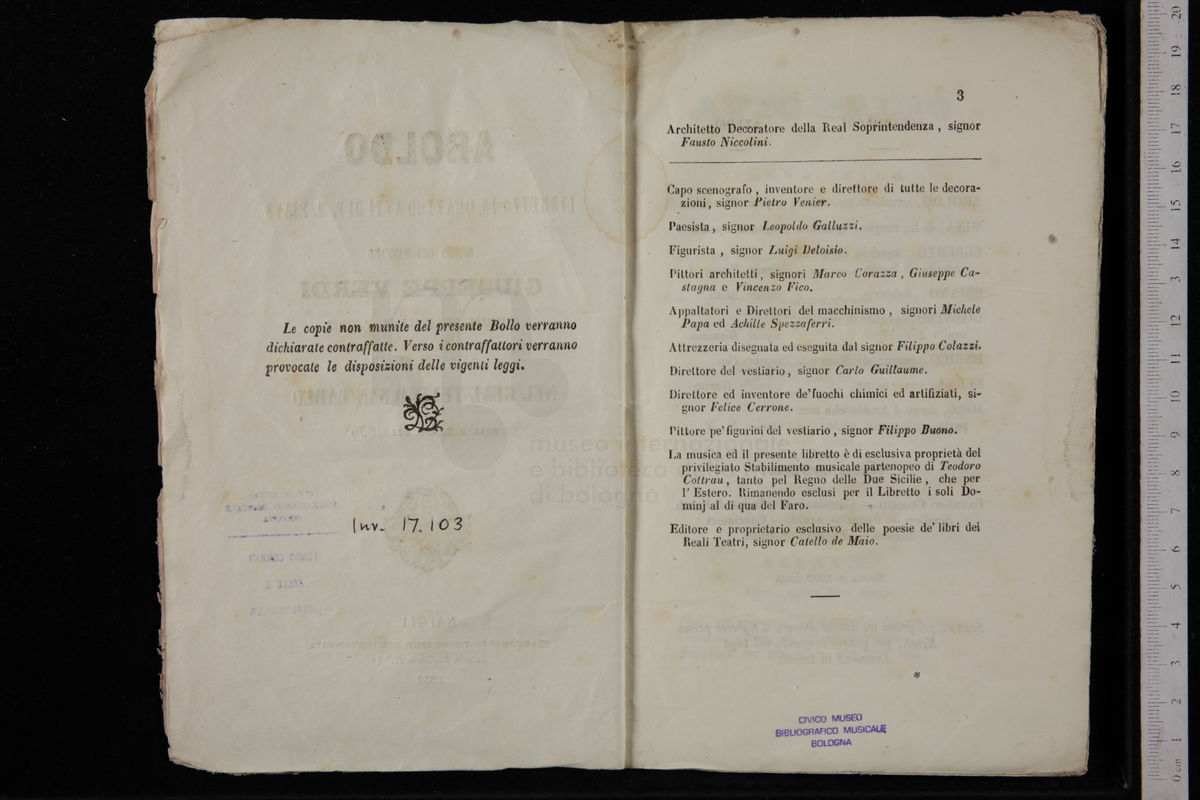 Le copie non munite del presente Bollo verranno
dichiarate contraffatte. Verso i contraffattori verranno
provocate le disposizioni delle vigenti leggi.
Inv. 17.103
3
Architetto Decoratore della Real Soprintendenza, signor
Fausto Niccolini.
Capo scenografo, inventore e direttore di tutte le decora-
zioni, signor Pietro Venier.
Paesista, signor Leopoldo Galluzzi.
Figurista, signor Luigi Deloisio.
Pittori architetti, signori Marco Corazza, Giuseppe Ca-
stagna e Vincenzo Fico.
Appaltatori e Direttori del macchinismo, signori Michele
Papa ed Achille Spezzaferri.
Attrezzeria disegnata ed eseguita dal signor Filippo Colazzi.
Direttore del vestiario, signor Carlo Guillaume.
Direttore ed inventore de' fuochi chimici ed artifiziati, si-
gnor Felice Cerrone.
Pittore pe' figurini del vestiario, signor Filippo Buono.
La musica ed il presente libretto è di esclusiva proprietà del
privilegiato Stabilimento musicale partenopeo di Teodoro
Cottrau, tanto pel Regno delle Due Sicilie, che per
l' Estero. Rimanendo esclusi per il Libretto i soli Do-
minj al di qua del Faro.
Editore e proprietario esclusivo delle poesie de' libri dei
Reali Teatri, signor Catello de Maio.
*
CIVICO MUSEO
BIBLIOGRAFICO MUSICALE
BOLOGNA
museo internazionale
e biblioteca
di bologna